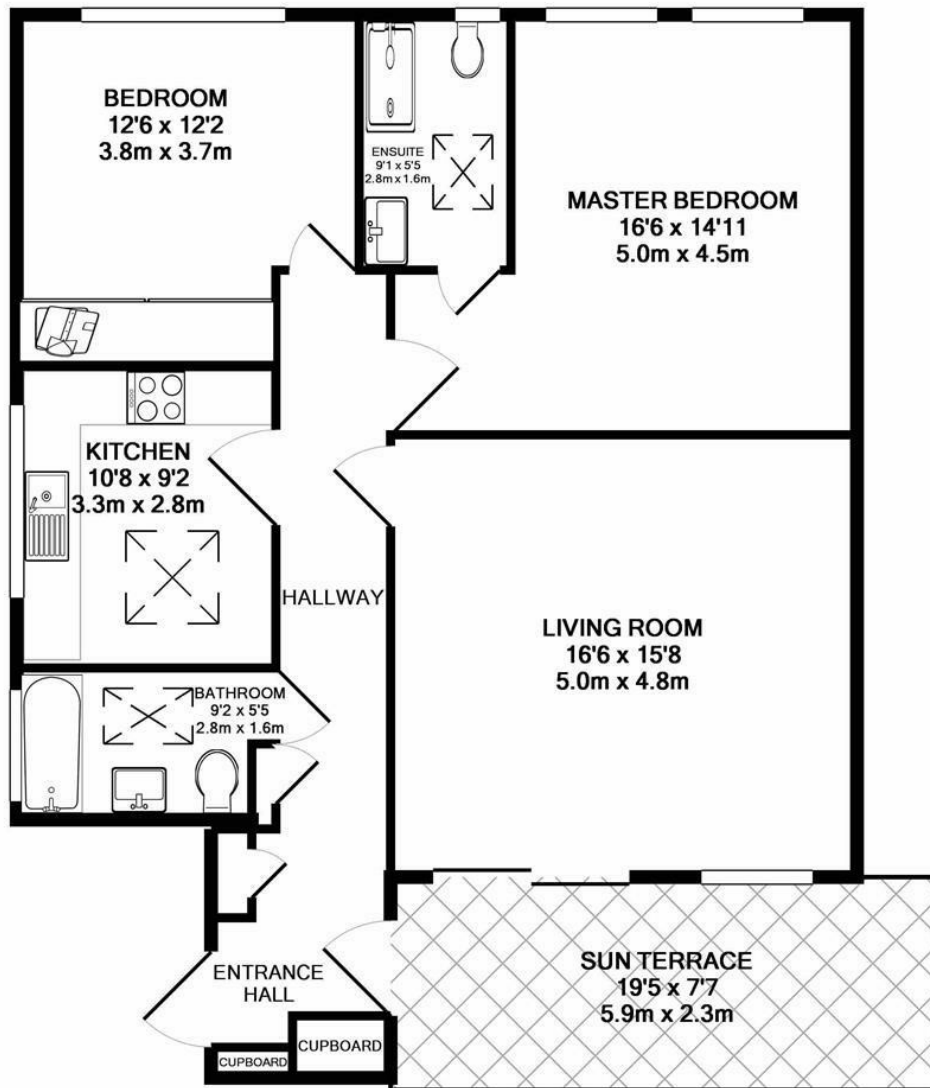 BEDROOM
12'6 x 12'2
3.8m x 3.7m
ENSUITE
9'1 x 5'5
2.8m x 1.6m
MASTER BEDROOM
16'6 x 14'11
5.0m x 4.5m
KITCHEN
10'8 x 9'2
3.3m x 2.8m
HALLWAY
LIVING ROOM
16'6 x 15'8
5.0m x 4.8m
BATHROOM
9'2 x 5'5
2.8m x 1.6m
ENTRANCE
HALL
SUN TERRACE
19'5 x 7'7
5.9m x 2.3m
CUPBOARD
CUPBOARD